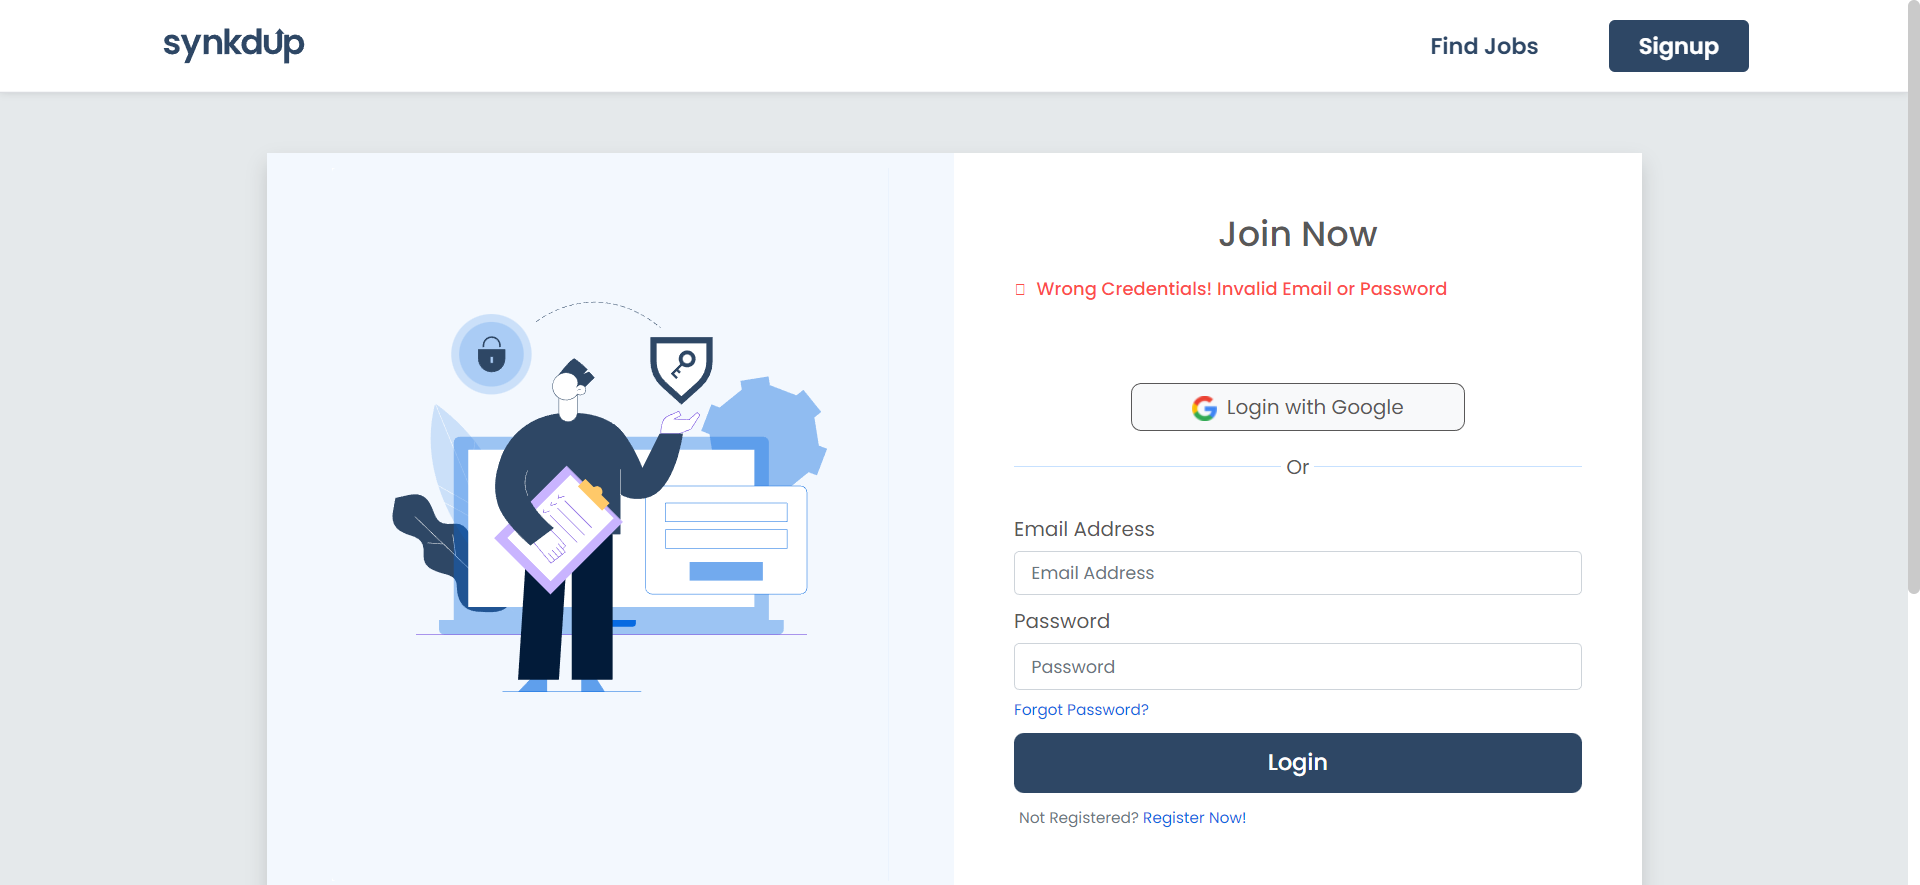 synkdup
Find Jobs
Signup
Join Now
Wrong Credentials! Invalid Email or Password
Login with Google
Or
Email Address
Email Address
Password
Password
Forgot Password?
Login
Not Registered? Register Now!